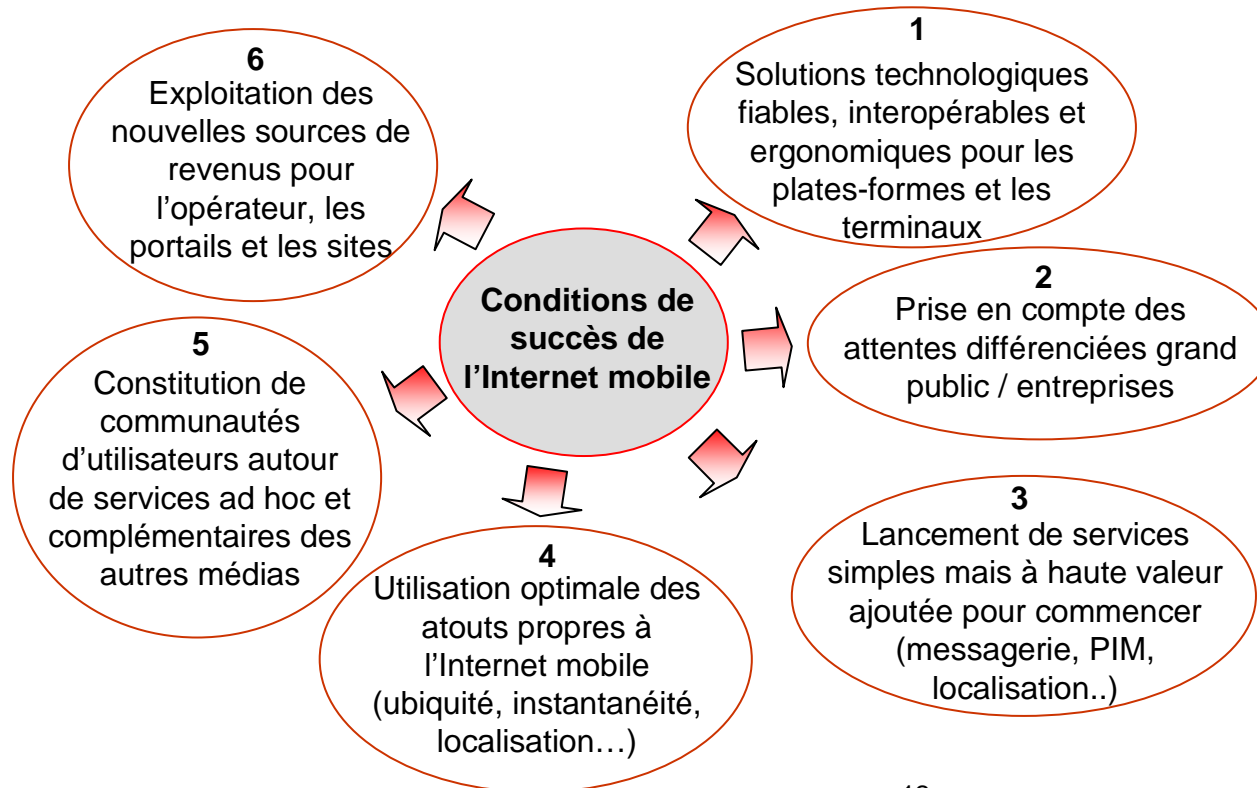 Conditions de
succès de
l’Internet mobile
1
Solutions technologiques
fiables, interopérables et
ergonomiques pour les
plates-formes et les
terminaux
2
Prise en compte des
attentes différenciées grand
public / entreprises
3
Lancement de services
simples mais à haute valeur
ajoutée pour commencer
(messagerie, PIM,
localisation..)
4
Utilisation optimale des
atouts propres à
l’Internet mobile
(ubiquité, instantanéité,
localisation…)
5
Constitution de
communautés
d’utilisateurs autour
de services ad hoc et
complémentaires des
autres médias
6
Exploitation des
nouvelles sources de
revenus pour
l’opérateur, les
portails et les sites